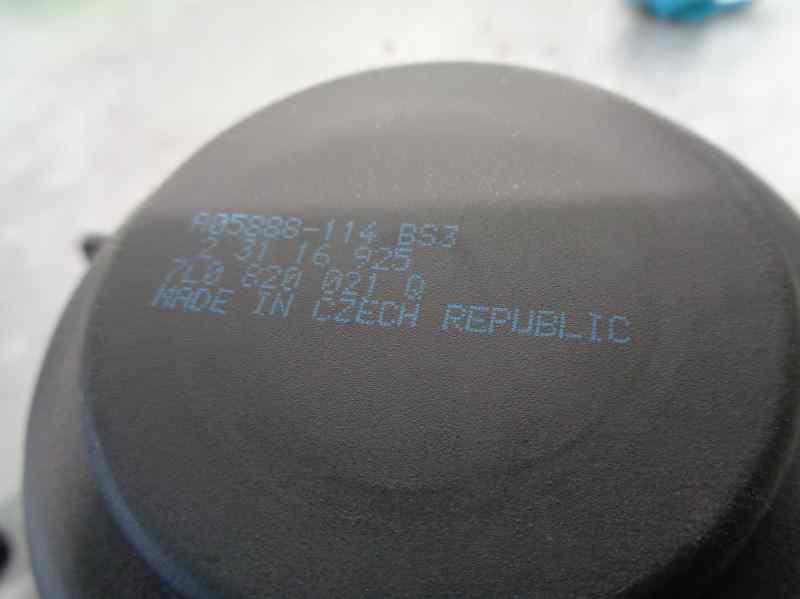 A05888-114 BS3
2 31 16 925
7L0 820 021 Q
MADE IN CZECH REPUBLIC